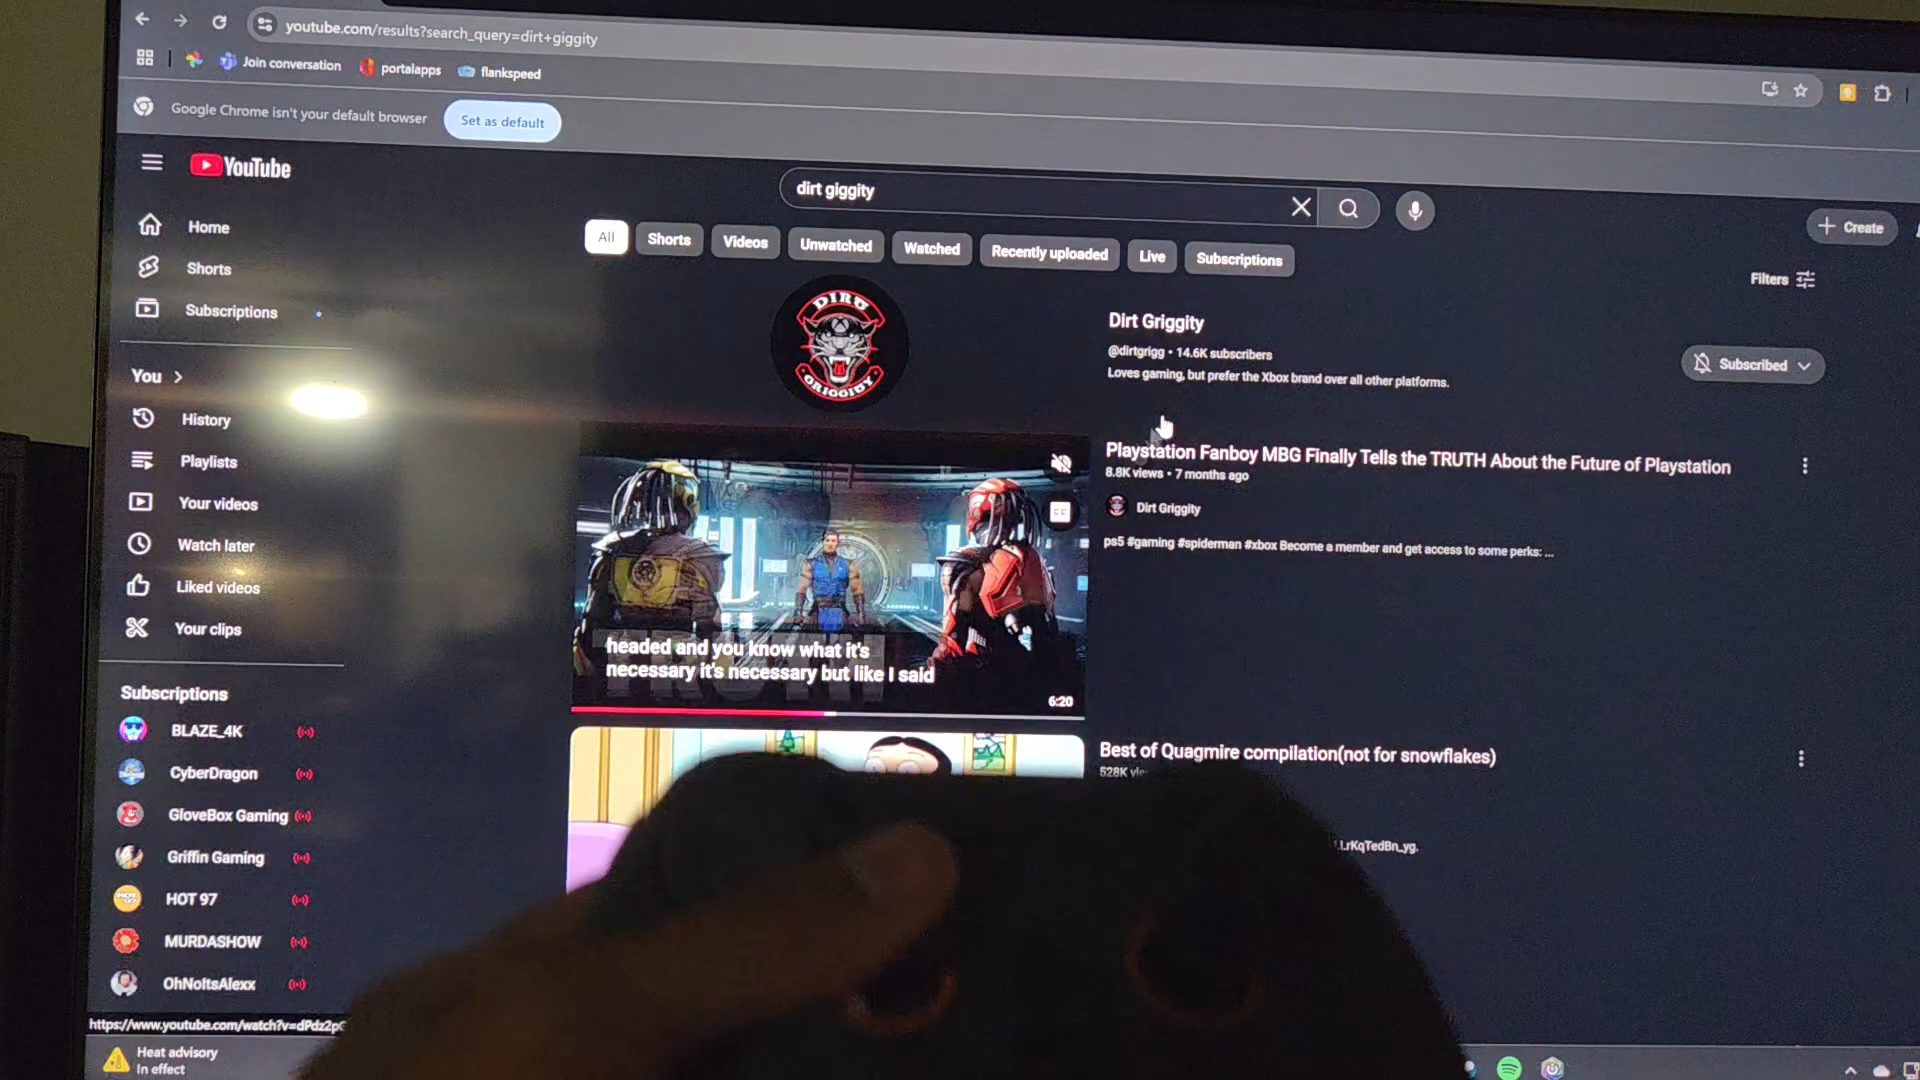 youtube.com/results?search_query=dirt+giggity
Join conversation
portalapps
flankspeed
Google Chrome isn't your default browser
Set as default
YouTube
dirt giggity
Create
All
Shorts
Videos
Unwatched
Watched
Recently uploaded
Live
Subscriptions
Filters
Home
Shorts
Subscriptions
You
History
Playlists
Your videos
Watch later
Liked videos
Your clips
Subscriptions
BLAZE_4K
CyberDragon
GloveBox Gaming
Griffin Gaming
HOT 97
MURDASHOW
OhNoItsAlexx
DIRT
GRIGGITY
Dirt Griggity
@dirtgrigg • 14.6K subscribers
Loves gaming, but prefer the Xbox brand over all other platforms.
Subscribed
CC
headed and you know what it's
necessary it's necessary but like I said
6:20
Playstation Fanboy MBG Finally Tells the TRUTH About the Future of Playstation
8.8K views • 7 months ago
Dirt Griggity
ps5 #gaming #spiderman #xbox Become a member and get access to some perks: ...
Best of Quagmire compilation(not for snowflakes)
528K
LrKqTedBn_yg.
https://www.youtube.com/watch?v=dPdz2p
Heat advisory
In effect